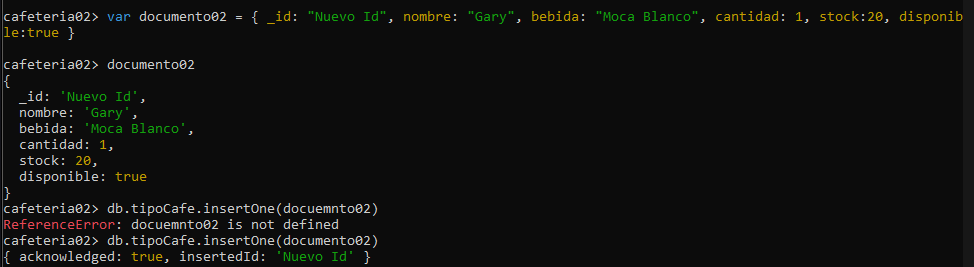 cafeteria02> var documento02 = { _id: "Nuevo Id", nombre: "Gary", bebida: "Moca Blanco", cantidad: 1, stock:20, disponib
le:true }
cafeteria02> documento02
{
  _id: 'Nuevo Id',
  nombre: 'Gary',
  bebida: 'Moca Blanco',
  cantidad: 1,
  stock: 20,
  disponible: true
}
cafeteria02> db.tipoCafe.insertOne(docuemnto02)
ReferenceError: docuemnto02 is not defined
cafeteria02> db.tipoCafe.insertOne(documento02)
{ acknowledged: true, insertedId: 'Nuevo Id' }